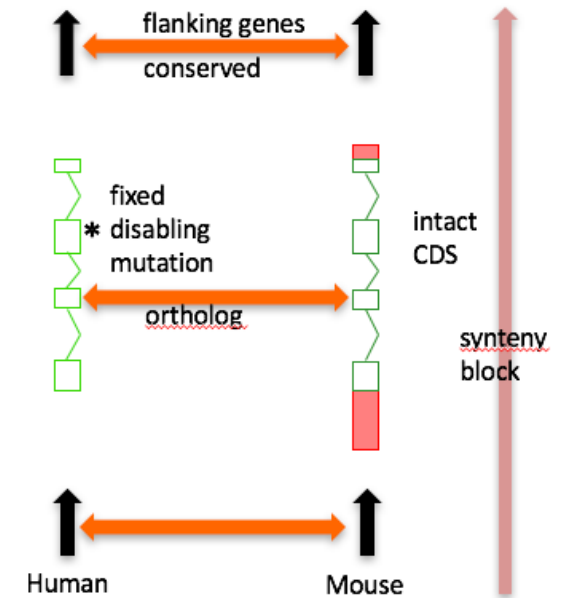 flanking genes
conserved
fixed
* disabling
mutation
intact
CDS
ortholog
synteny
block
Human
Mouse